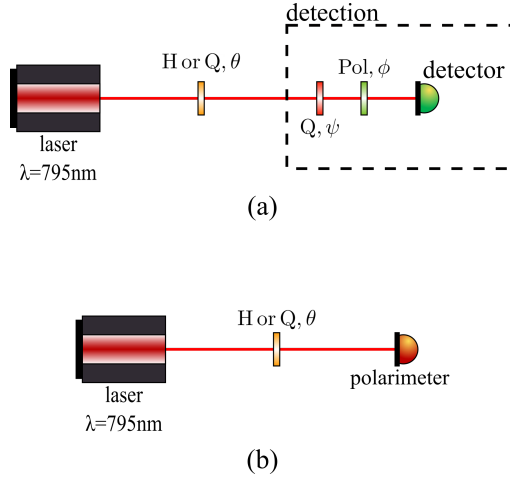 detection
H or Q, θ
Pol, ϕ
detector
Q, ψ
laser
λ=795nm
(a)
H or Q, θ
laser
λ=795nm
polarimeter
(b)